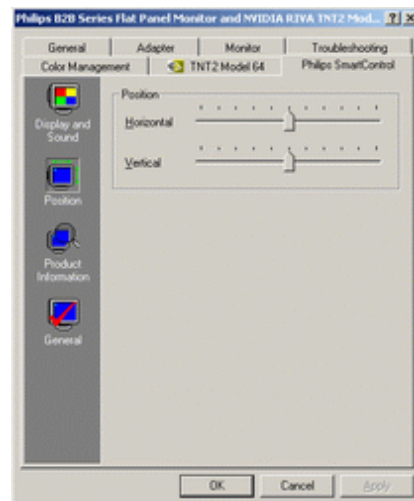 Philips B2B Series Flat Panel Monitor and NVIDIA RIVA TNT2 Mod...
General Adapter Monitor Troubleshooting
Color Management TNT2 Model 64 Philips SmartControl
Display and
Sound
Position
Product
Information
General
Position
Horizontal
Vertical
OK Cancel Apply